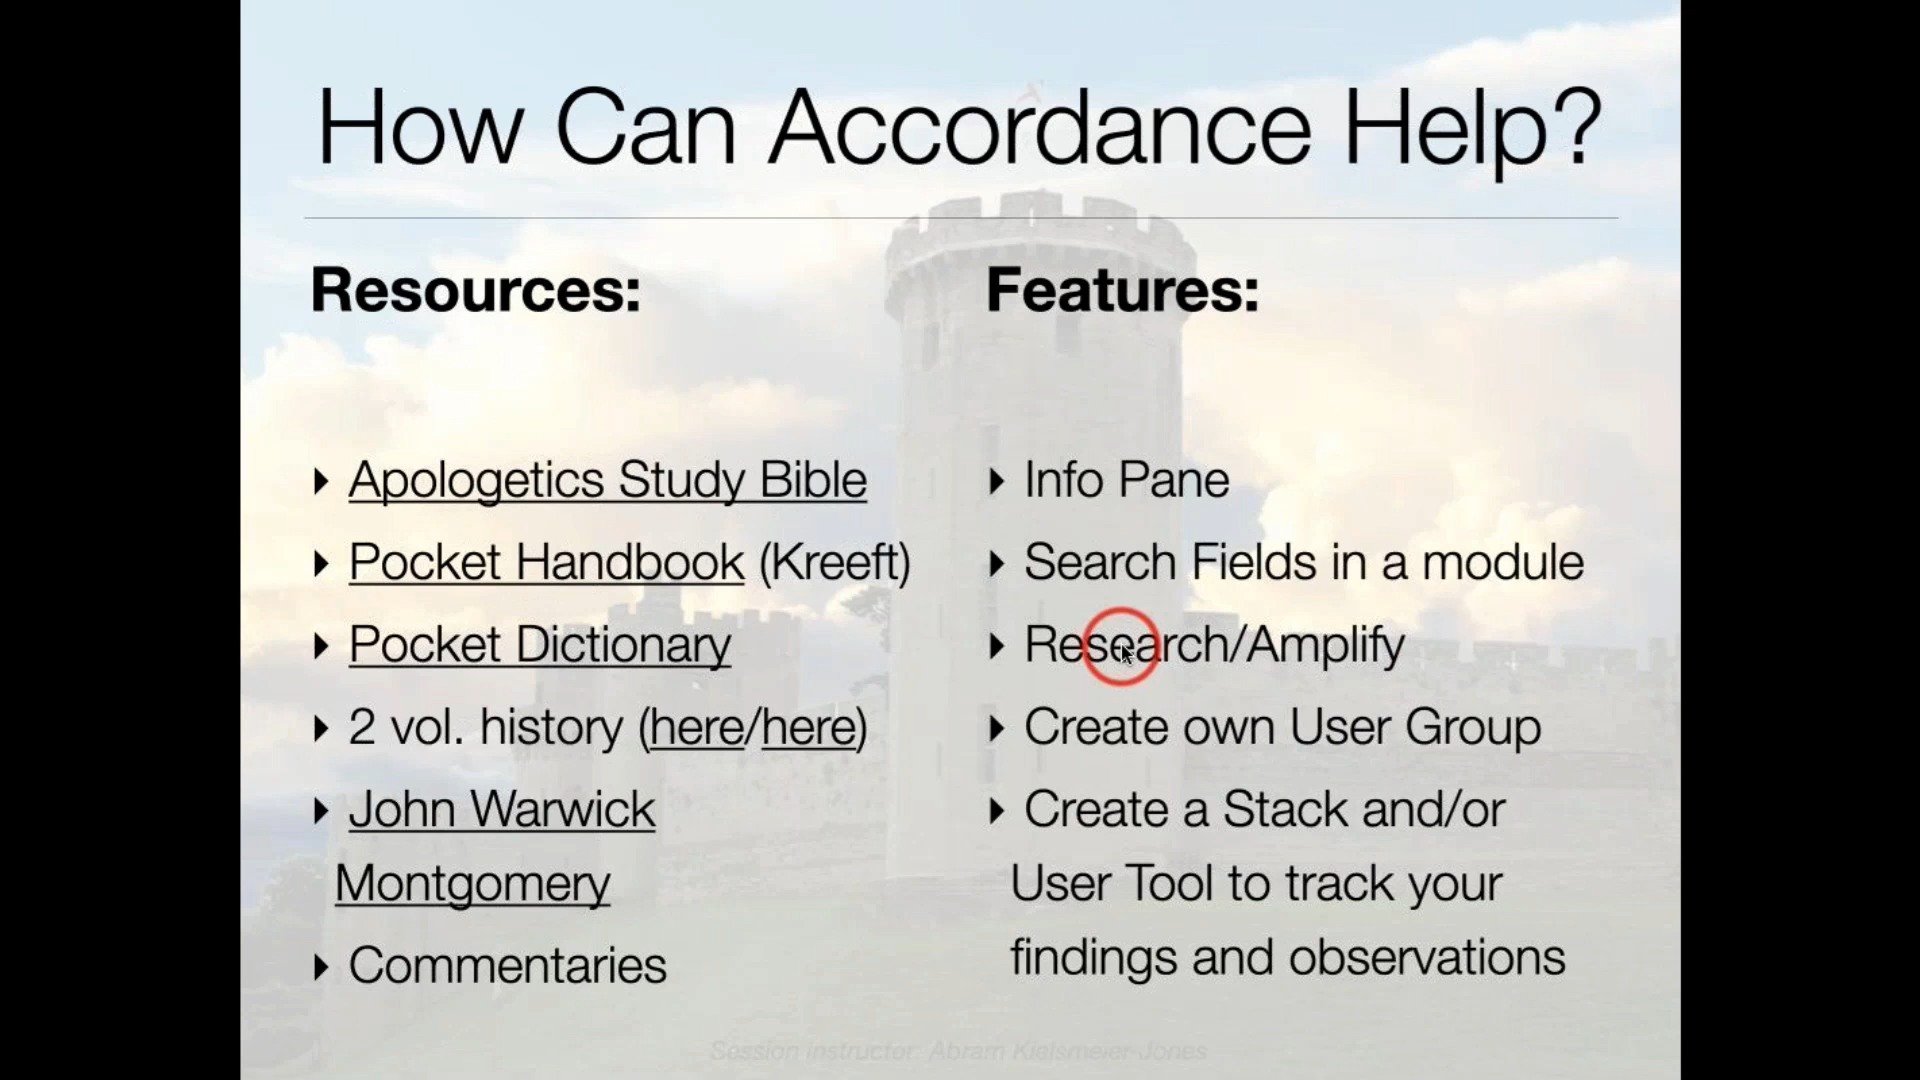 How Can Accordance Help?
Resources:
▸ Apologetics Study Bible
▸ Pocket Handbook (Kreeft)
▸ Pocket Dictionary
▸ 2 vol. history (here/here)
▸ John Warwick
Montgomery
▸ Commentaries
Features:
▸ Info Pane
▸ Search Fields in a module
▸ Research/Amplify
▸ Create own User Group
▸ Create a Stack and/or
User Tool to track your
findings and observations
Session instructor: Abram Kielsmeier-Jones